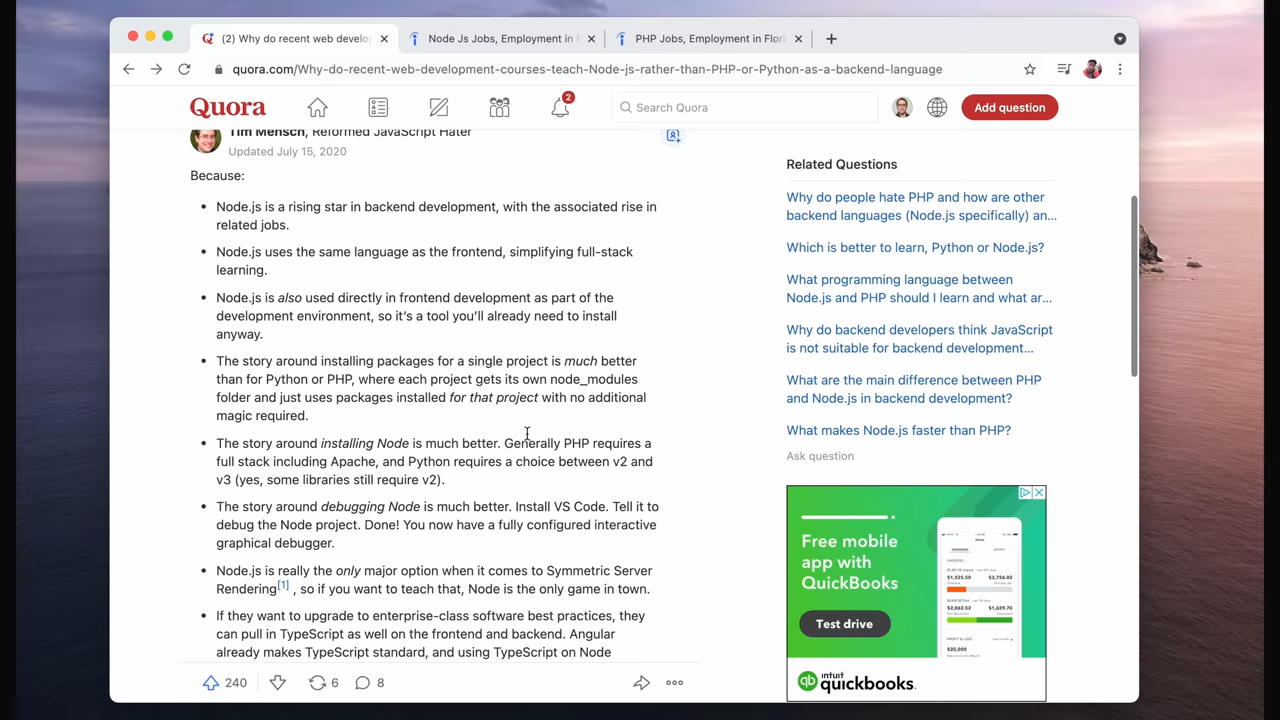 (2) Why do recent web develo
Node Js Jobs, Employment in
PHP Jobs, Employment in Flori
quora.com/Why-do-recent-web-development-courses-teach-Node-js-rather-than-PHP-or-Python-as-a-backend-language
Quora
2
Search Quora
Add question
Tim Mensch, Reformed JavaScript Hater
Updated July 15, 2020
Because:
• Node.js is a rising star in backend development, with the associated rise in
related jobs.
• Node.js uses the same language as the frontend, simplifying full-stack
learning.
• Node.js is also used directly in frontend development as part of the
development environment, so it’s a tool you’ll already need to install
anyway.
• The story around installing packages for a single project is much better
than for Python or PHP, where each project gets its own node_modules
folder and just uses packages installed for that project with no additional
magic required.
• The story around installing Node is much better. Generally PHP requires a
full stack including Apache, and Python requires a choice between v2 and
v3 (yes, some libraries still require v2).
• The story around debugging Node is much better. Install VS Code. Tell it to
debug the Node project. Done! You now have a fully configured interactive
graphical debugger.
• Node.js is really the only major option when it comes to Symmetric Server
Rendering[1] , so if you want to teach that, Node is the only game in town.
• If they want to upgrade to enterprise-class software best practices, they
can pull in TypeScript as well on the frontend and backend. Angular
already makes TypeScript standard, and using TypeScript on Node
240
6
8
Related Questions
Why do people hate PHP and how are other
backend languages (Node.js specifically) an...
Which is better to learn, Python or Node.js?
What programming language between
Node.js and PHP should I learn and what ar...
Why do backend developers think JavaScript
is not suitable for backend development...
What are the main difference between PHP
and Node.js in backend development?
What makes Node.js faster than PHP?
Ask question
Free mobile
app with
QuickBooks
Test drive
$1,525.58
$3,756.02
$2,062.52
$1,629.70
$20,000
intuit
quickbooks.